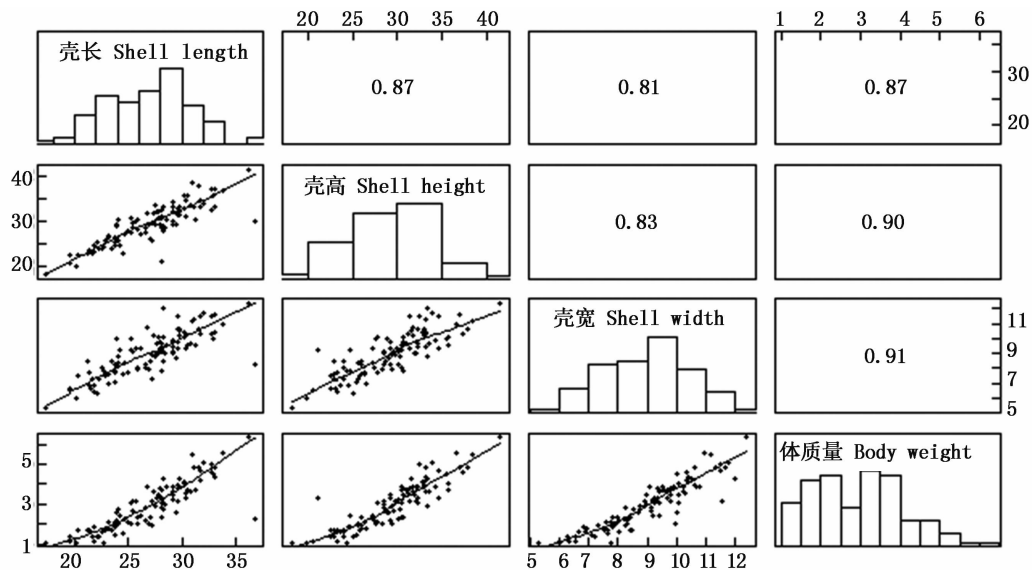 20 25 30 35 40
1 2 3 4 5 6
壳长 Shell length
0.87
0.81
0.87
30
20
40
30
20
壳高 Shell height
0.83
0.90
壳宽 Shell width
0.91
11
9
7
5
5
3
1
体质量 Body weight
20 25 30 35
5 6 7 8 9 10 11 12